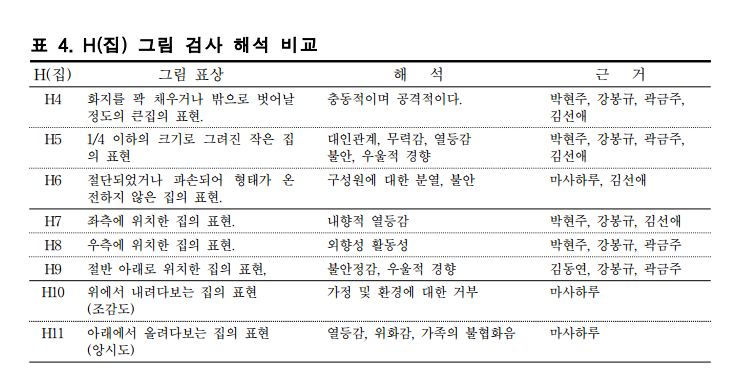 표 4. H(집) 그림 검사 해석 비교
H(집) 그림 표상 해 석 근 거
H4 화지를 꽉 채우거나 밖으로 벗어날 충동적이며 공격적이다. 박현주, 강봉규, 곽금주,
정도의 큰집의 표현. 김선애
H5 1/4 이하의 크기로 그려진 작은 집 대인관계, 무력감, 열등감 박현주, 강봉규, 곽금주,
의 표현 불안, 우울적 경향 김선애
H6 절단되었거나 파손되어 형태가 온 구성원에 대한 분열, 불안 마사하루, 김선애
전하지 않은 집의 표현.
H7 좌측에 위치한 집의 표현. 내향적 열등감 박현주, 강봉규, 김선애
H8 우측에 위치한 집의 표현. 외향성 활동성 박현주, 강봉규, 곽금주
H9 절반 아래로 위치한 집의 표현, 불안정감, 우울적 경향 김동연, 강봉규, 곽금주
H10 위에서 내려다보는 집의 표현 가정 및 환경에 대한 거부 마사하루
(조감도)
H11 아래에서 올려다보는 집의 표현 열등감, 위화감, 가족의 불협화음 마사하루
(앙시도)